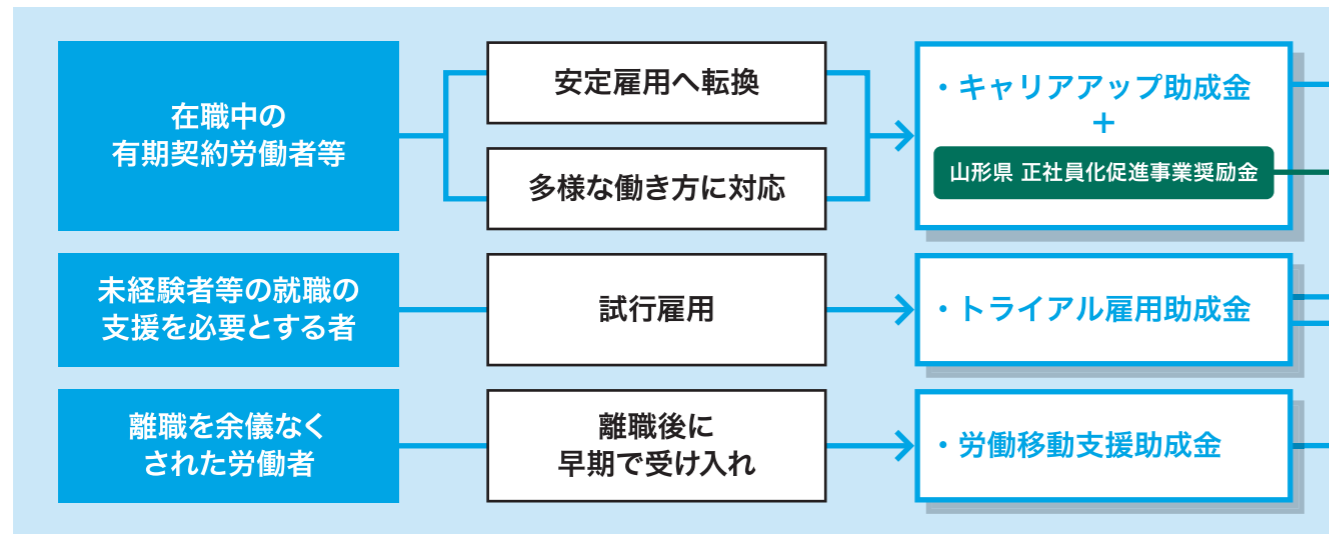 在職中の
有期契約労働者等
安定雇用へ転換
多様な働き方に対応
・キャリアアップ助成金
+
山形県 正社員化促進事業奨励金
未経験者等の就職の
支援を必要とする者
試行雇用
・トライアル雇用助成金
離職を余儀なく
された労働者
離職後に
早期で受け入れ
・労働移動支援助成金